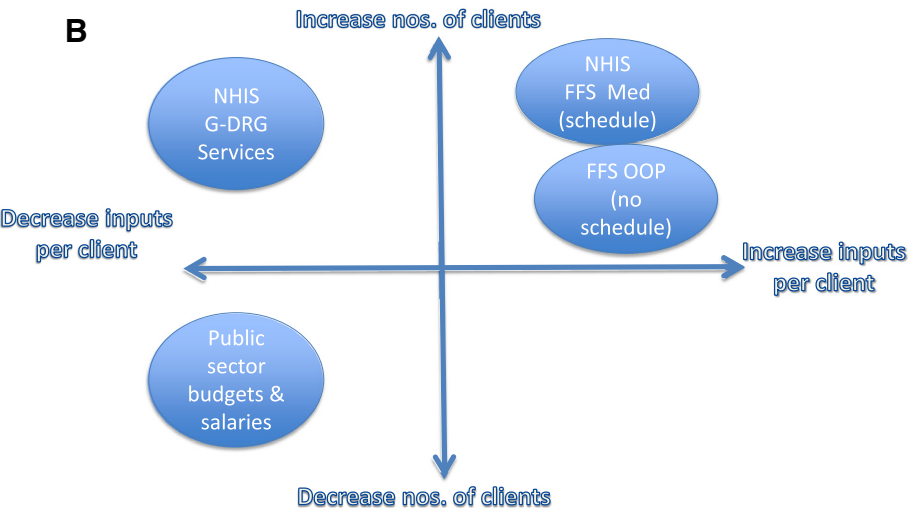 B
Increase nos. of clients
NHIS
G-DRG
Services
NHIS
FFS  Med
(schedule)
FFS OOP
(no
schedule)
Decrease inputs
per client
Increase inputs
per client
Public
sector
budgets &
salaries
Decrease nos. of clients